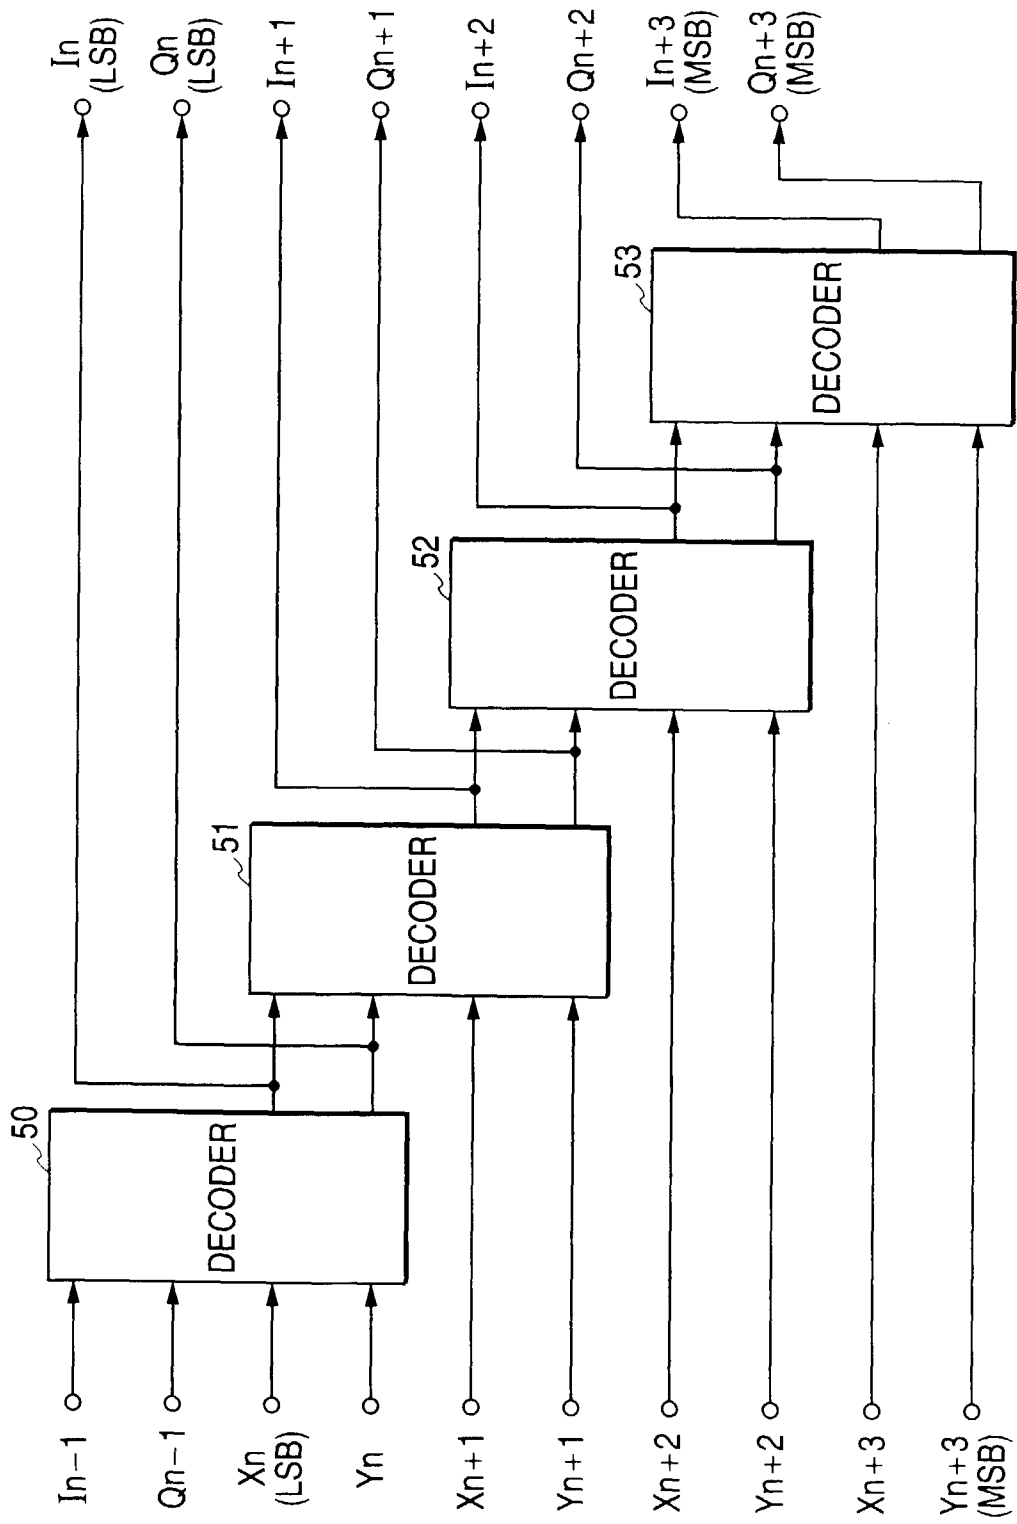 In
(LSB)
Qn
(LSB)
In+1
Qn+1
In+2
Qn+2
In+3
(MSB)
Qn+3
(MSB)
53
DECODER
52
DECODER
51
DECODER
50
DECODER
In−1
Qn−1
Xn
(LSB)
Yn
Xn+1
Yn+1
Xn+2
Yn+2
Xn+3
Yn+3
(MSB)